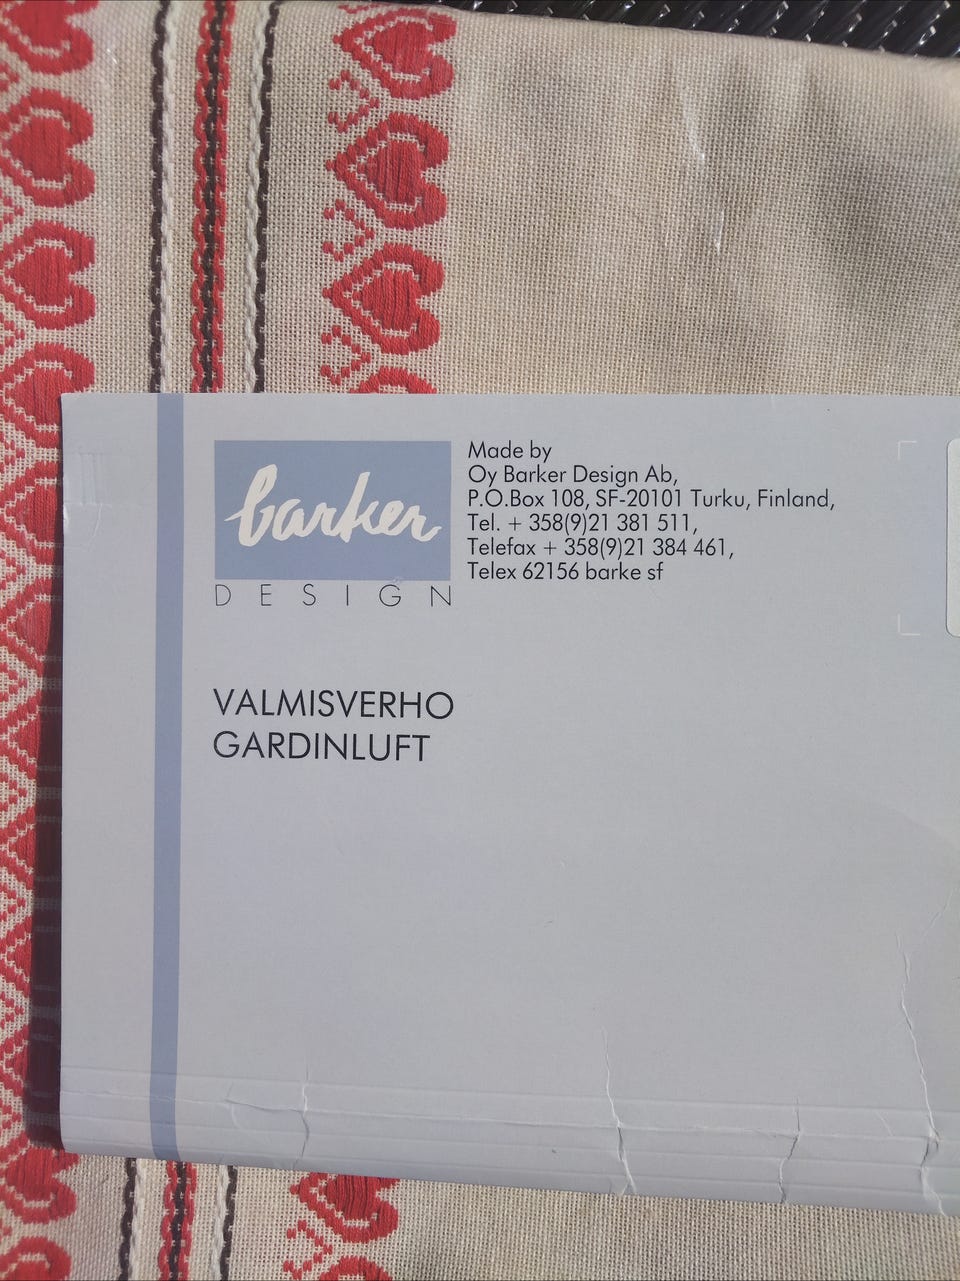 barker
DESIGN
Made by
Oy Barker Design Ab,
P.O.Box 108, SF-20101 Turku, Finland,
Tel. + 358(9)21 381 511,
Telefax + 358(9)21 384 461,
Telex 62156 barke sf
VALMISVERHO
GARDINLUFT